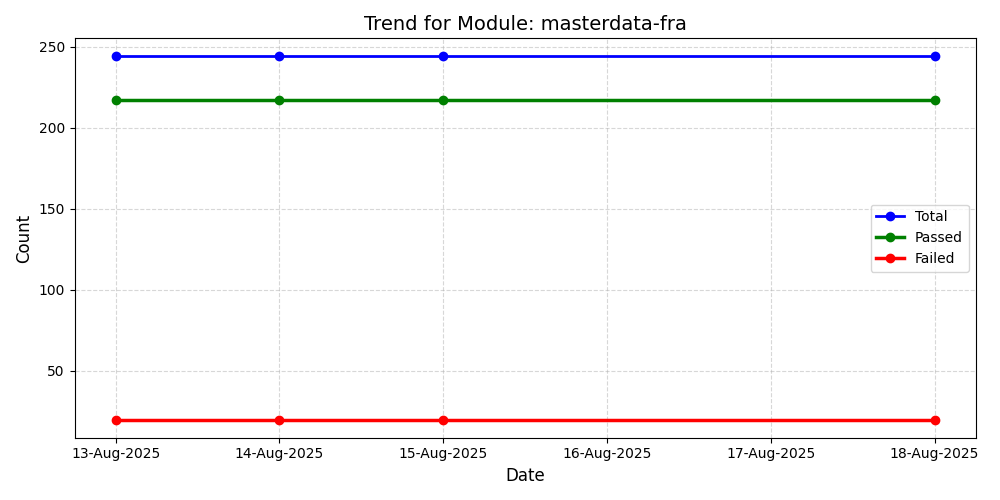 Trend for Module: masterdata-fra
250
200
150
100
50
Count
Total
Passed
Failed
13-Aug-2025 14-Aug-2025 15-Aug-2025 16-Aug-2025 17-Aug-2025 18-Aug-2025
Date